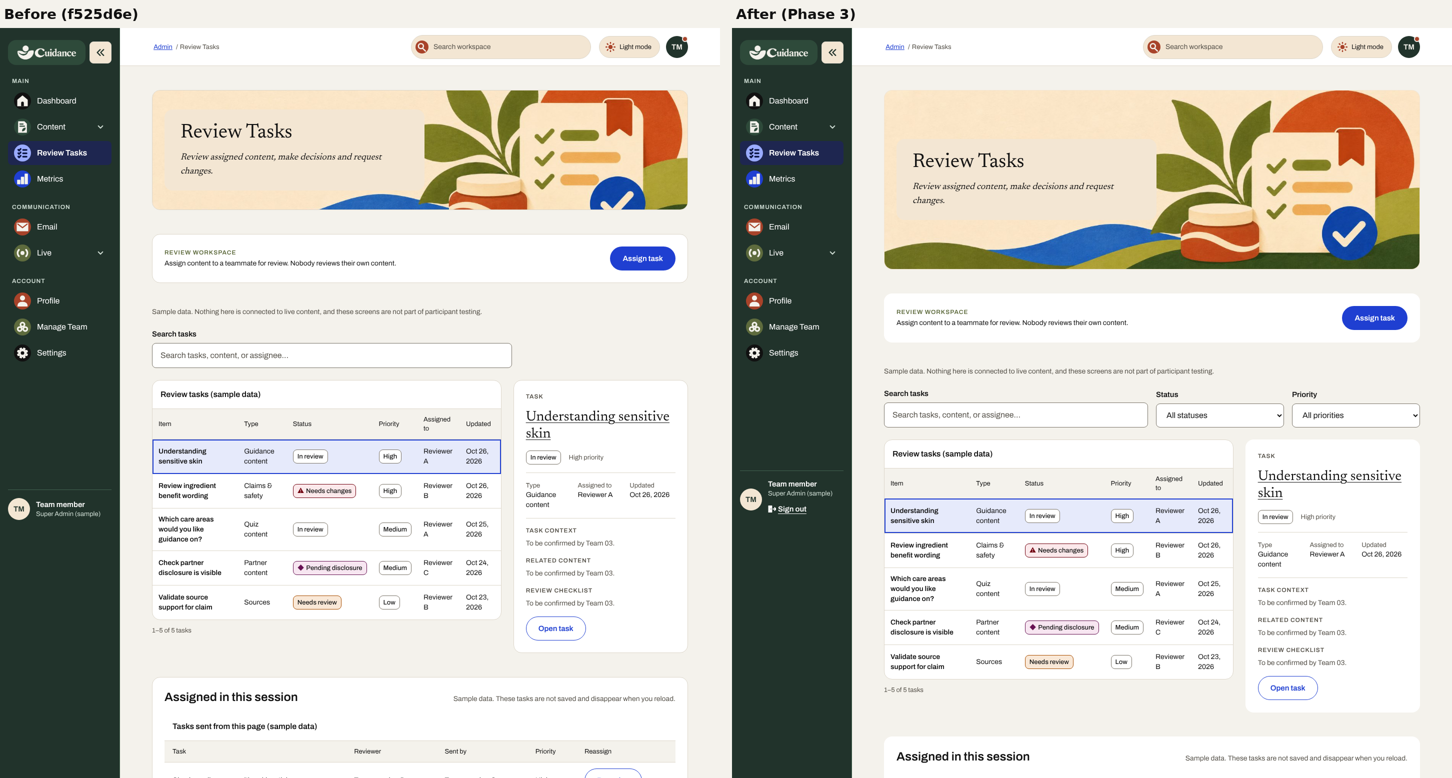 Before (f525d6e)
Cuidance
MAIN
Dashboard
Content
Review Tasks
Metrics
COMMUNICATION
Email
Live
ACCOUNT
Profile
Manage Team
Settings
TM
Team member
Super Admin (sample)
Admin / Review Tasks
Search workspace
Light mode
TM
Review Tasks
Review assigned content, make decisions and request
changes.
REVIEW WORKSPACE
Assign content to a teammate for review. Nobody reviews their own content.
Assign task
Sample data. Nothing here is connected to live content, and these screens are not part of participant testing.
Search tasks
Search tasks, content, or assignee...
Review tasks (sample data)
Item Type Status Priority Assigned to Updated
Understanding sensitive skin Guidance content In review High Reviewer A Oct 26, 2026
Review ingredient benefit wording Claims & safety Needs changes High Reviewer B Oct 26, 2026
Which care areas would you like guidance on? Quiz content In review Medium Reviewer A Oct 25, 2026
Check partner disclosure is visible Partner content Pending disclosure Medium Reviewer C Oct 24, 2026
Validate source support for claim Sources Needs review Low Reviewer B Oct 23, 2026
1–5 of 5 tasks
TASK
Understanding sensitive
skin
In review High priority
Type Assigned to Updated
Guidance content Reviewer A Oct 26, 2026
TASK CONTEXT
To be confirmed by Team 03.
RELATED CONTENT
To be confirmed by Team 03.
REVIEW CHECKLIST
To be confirmed by Team 03.
Open task
Assigned in this session
Sample data. These tasks are not saved and disappear when you reload.
Tasks sent from this page (sample data)
Task Reviewer Sent by Priority Reassign
After (Phase 3)
Cuidance
MAIN
Dashboard
Content
Review Tasks
Metrics
COMMUNICATION
Email
Live
ACCOUNT
Profile
Manage Team
Settings
TM
Team member
Super Admin (sample)
Sign out
Admin / Review Tasks
Search workspace
Light mode
TM
Review Tasks
Review assigned content, make decisions and request
changes.
REVIEW WORKSPACE
Assign content to a teammate for review. Nobody reviews their own content.
Assign task
Sample data. Nothing here is connected to live content, and these screens are not part of participant testing.
Search tasks Status Priority
Search tasks, content, or assignee... All statuses All priorities
Review tasks (sample data)
Item Type Status Priority Assigned to Updated
Understanding sensitive skin Guidance content In review High Reviewer A Oct 26, 2026
Review ingredient benefit wording Claims & safety Needs changes High Reviewer B Oct 26, 2026
Which care areas would you like guidance on? Quiz content In review Medium Reviewer A Oct 25, 2026
Check partner disclosure is visible Partner content Pending disclosure Medium Reviewer C Oct 24, 2026
Validate source support for claim Sources Needs review Low Reviewer B Oct 23, 2026
1–5 of 5 tasks
TASK
Understanding sensitive
skin
In review High priority
Type Assigned to Updated
Guidance content Reviewer A Oct 26, 2026
TASK CONTEXT
To be confirmed by Team 03.
RELATED CONTENT
To be confirmed by Team 03.
REVIEW CHECKLIST
To be confirmed by Team 03.
Open task
Assigned in this session
Sample data. These tasks are not saved and disappear when you reload.